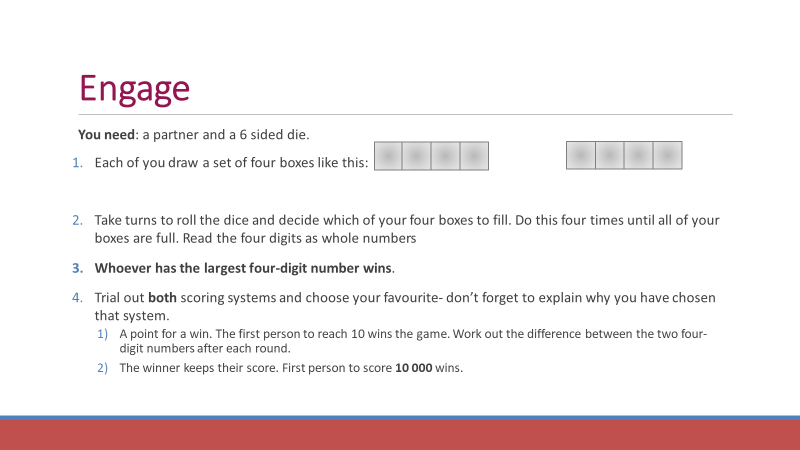 Engage
You need: a partner and a 6 sided die.
1. Each of you draw a set of four boxes like this:
2. Take turns to roll the dice and decide which of your four boxes to fill. Do this four times until all of your
boxes are full. Read the four digits as whole numbers
3. Whoever has the largest four-digit number wins.
4. Trial out both scoring systems and choose your favourite- don’t forget to explain why you have chosen
that system.
1) A point for a win. The first person to reach 10 wins the game. Work out the difference between the two four-
digit numbers after each round.
2) The winner keeps their score. First person to score 10 000 wins.